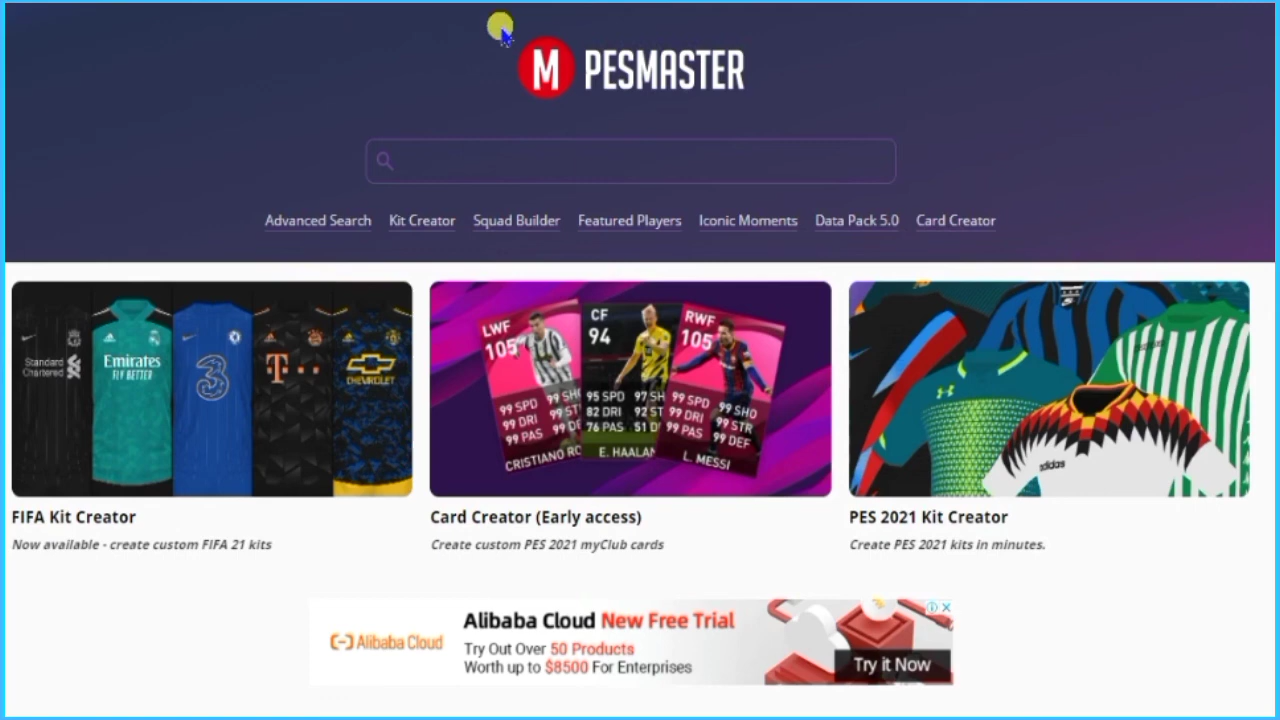 M PESMASTER
Advanced Search Kit Creator Squad Builder Featured Players Iconic Moments Data Pack 5.0 Card Creator
Standard
Chartered
Emirates
FLY BETTER
3
T
CHEVROLET
LWF
105
99 SPD
99 DRI
99 PAS
CRISTIANO RO
CF
94
95 SPD 97 SH
82 DRI 92 ST
76 PAS 51 D
E. HAALAN
RWF
105
99 SPD 99 SHO
99 DRI 99 STR
99 PAS 99 DEF
L. MESSI
adidas
FIFA Kit Creator
Now available - create custom FIFA 21 kits
Card Creator (Early access)
Create custom PES 2021 myClub cards
PES 2021 Kit Creator
Create PES 2021 kits in minutes.
Alibaba Cloud
Alibaba Cloud New Free Trial
Try Out Over 50 Products
Worth up to $8500 For Enterprises
Try it Now